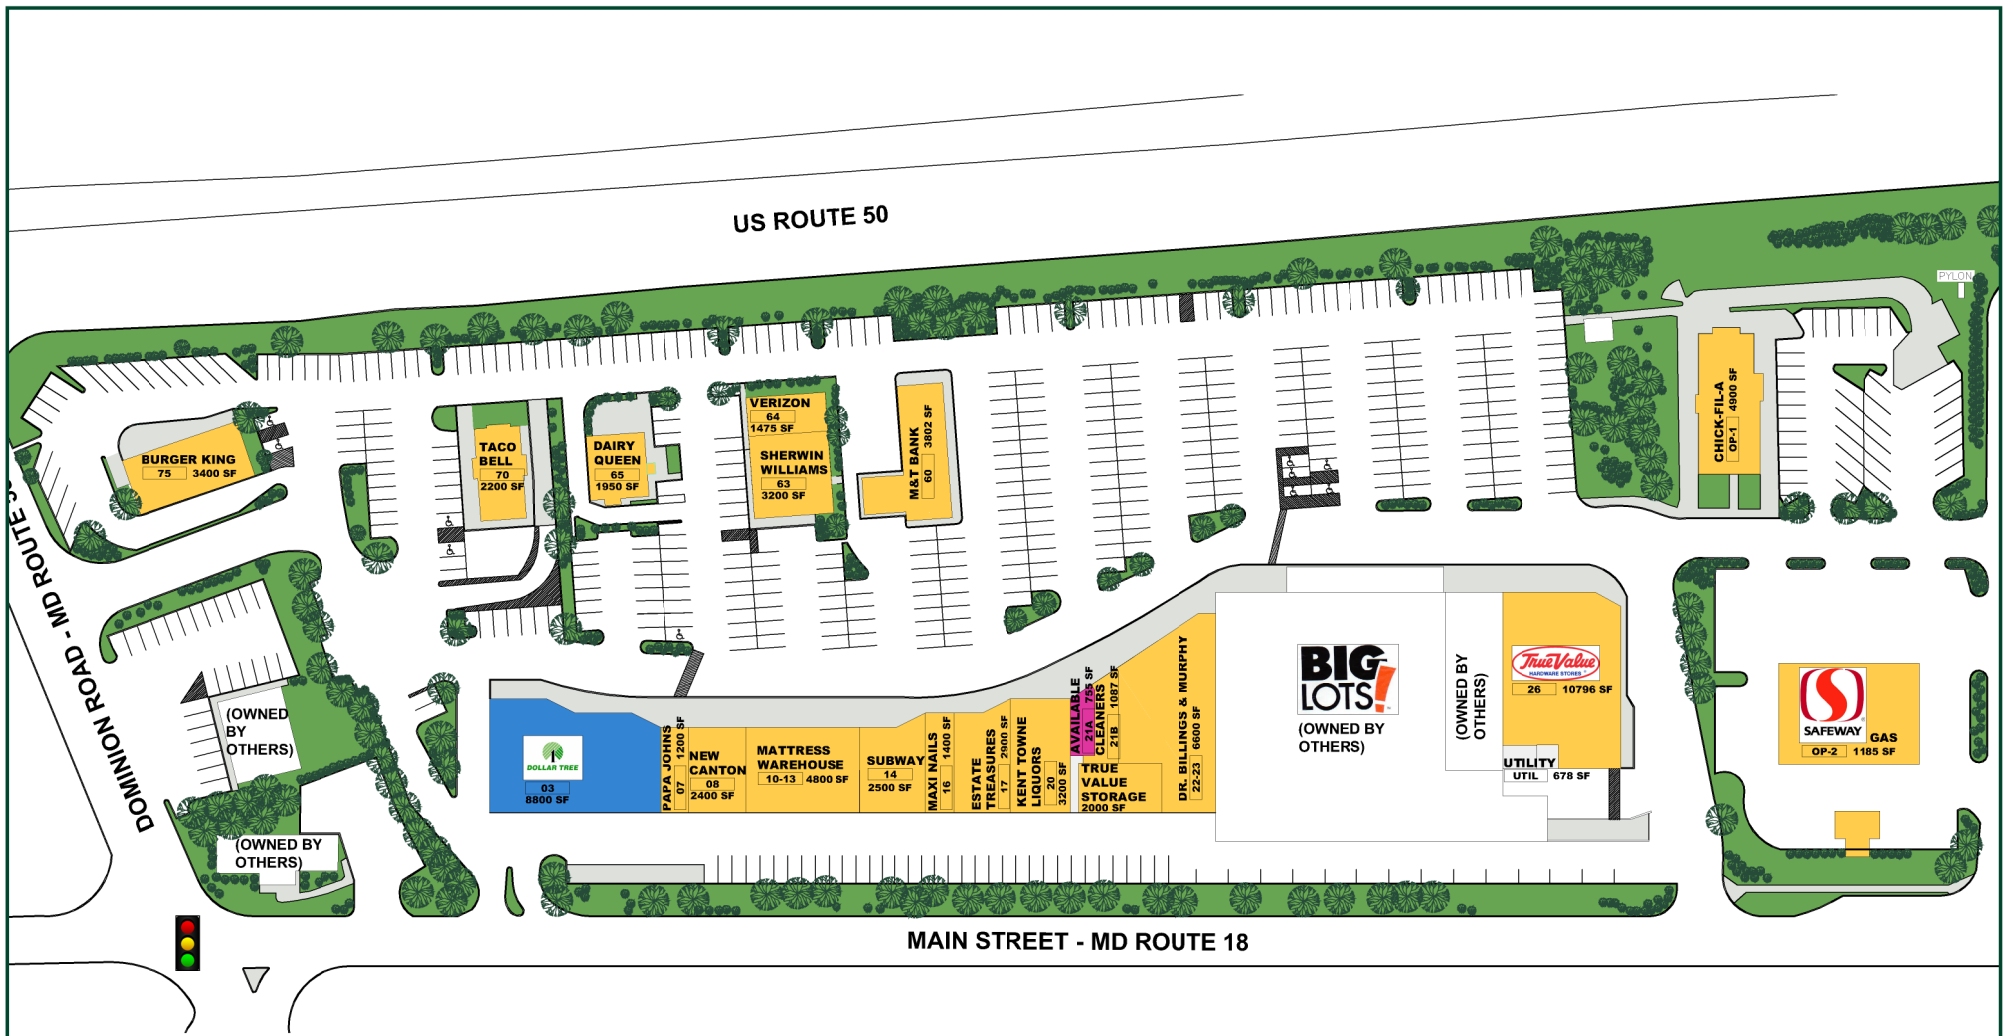 US ROUTE 50
PYLON
VERIZON
64
1475 SF
SHERWIN
WILLIAMS
63
3200 SF
M&T BANK
60 3802 SF
CHICK-FIL-A
OP-1 4900 SF
BURGER KING
75 3400 SF
TACO
BELL
70
2200 SF
DAIRY
QUEEN
65
1950 SF
DOMINION ROAD - MD ROUTE
(OWNED
BY
OTHERS)
(OWNED BY
OTHERS)
DOLLAR TREE
03
8800 SF
PAPA JOHNS
07 1200 SF
NEW
CANTON
08
2400 SF
MATTRESS
WAREHOUSE
10-13 4800 SF
SUBWAY
14
2500 SF
MAXI NAILS
16 1400 SF
ESTATE
TREASURES
17 2900 SF
KENT TOWNE
LIQUORS
20
3200 SF
AVAILABLE
21A 755 SF
CLEANERS
21B 1087 SF
TRUE
VALUE
STORAGE
2000 SF
DR. BILLINGS & MURPHY
22-23 6600 SF
BIG
LOTS!
(OWNED BY
OTHERS)
(OWNED BY
OTHERS)
True Value
HARDWARE STORES
26 10796 SF
UTILITY
UTIL 678 SF
SAFEWAY
GAS
OP-2 1185 SF
MAIN STREET - MD ROUTE 18